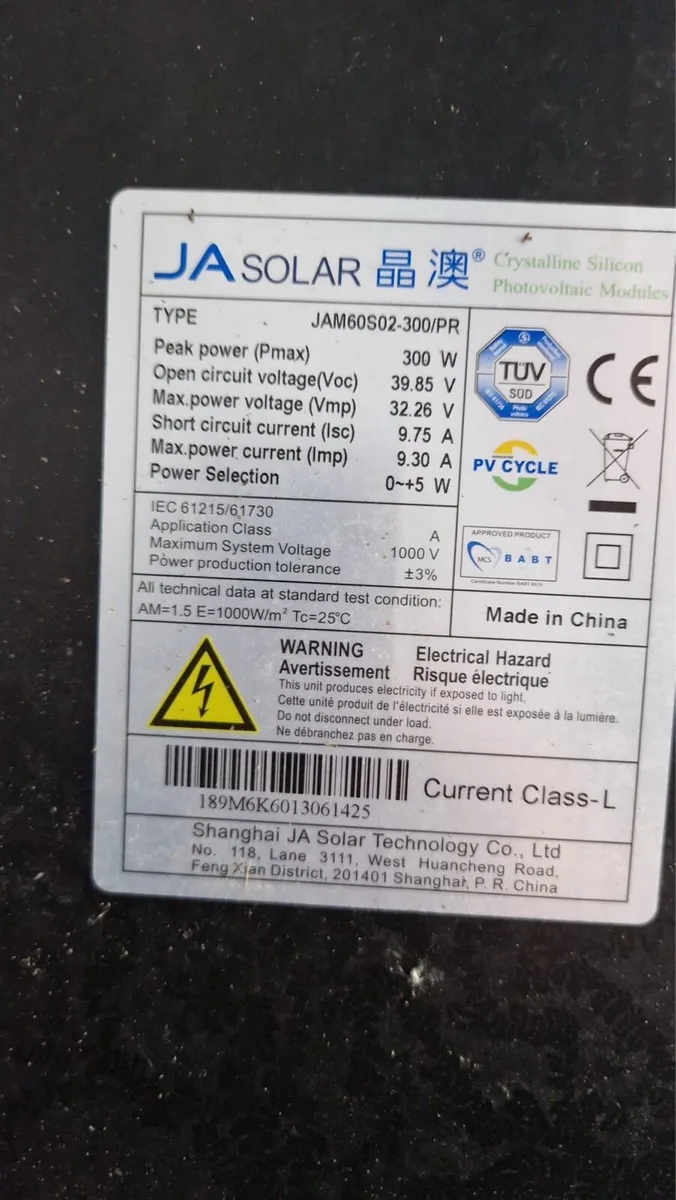 JA SOLAR 晶澳® Crystalline Silicon
Photovoltaic Modules
TYPE JAM60S02-300/PR
Peak power (Pmax) 300 W
Open circuit voltage(Voc) 39.85 V
Max.power voltage (Vmp) 32.26 V
Short circuit current (Isc) 9.75 A
Max.power current (Imp) 9.30 A
Power Selection 0~+5 W
TÜV
SÜD
CE
PV CYCLE
IEC 61215/61730
Application Class A
Maximum System Voltage 1000 V
Power production tolerance ±3%
APPROVED PRODUCT
MCS BABT
All technical data at standard test condition:
AM=1.5 E=1000W/m² Tc=25℃
Made in China
WARNING Electrical Hazard
Avertissement Risque électrique
This unit produces electricity if exposed to light.
Cette unité produit de l'électricité si elle est exposée à la lumière.
Do not disconnect under load.
Ne débranchez pas en charge.
189M6K6013061425
Current Class-L
Shanghai JA Solar Technology Co., Ltd
No. 118, Lane 3111, West Huancheng Road,
Feng Xian District, 201401 Shanghai, P. R. China